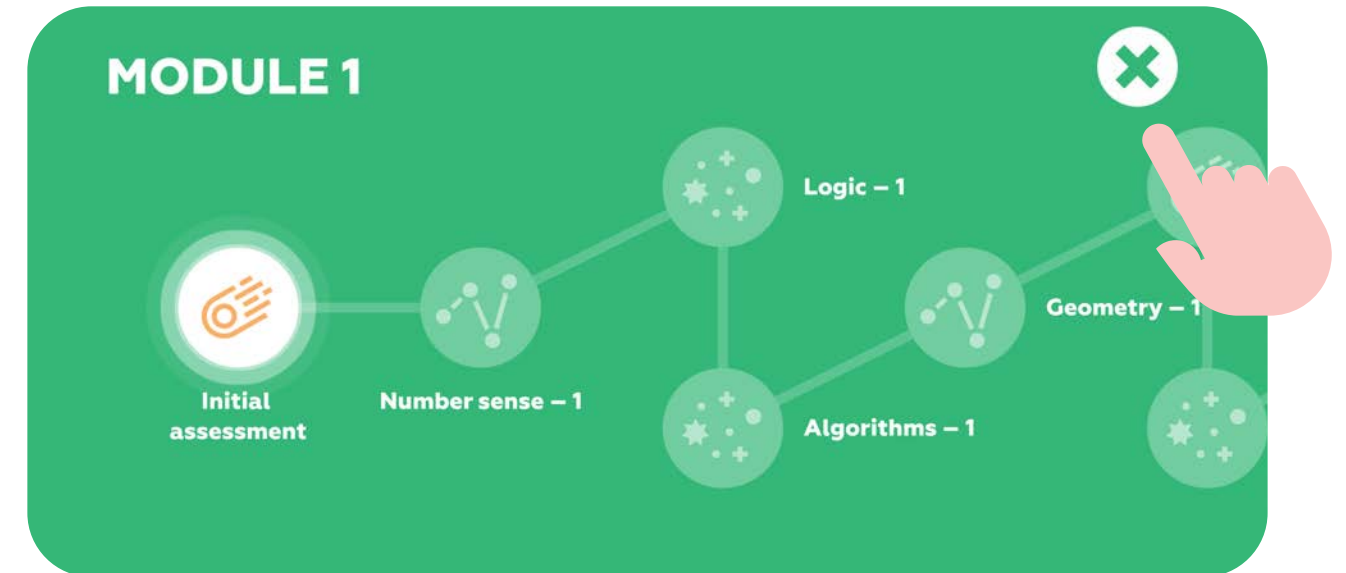 MODULE 1
Logic – 1
Geometry – 1
Initial
assessment
Number sense – 1
Algorithms – 1